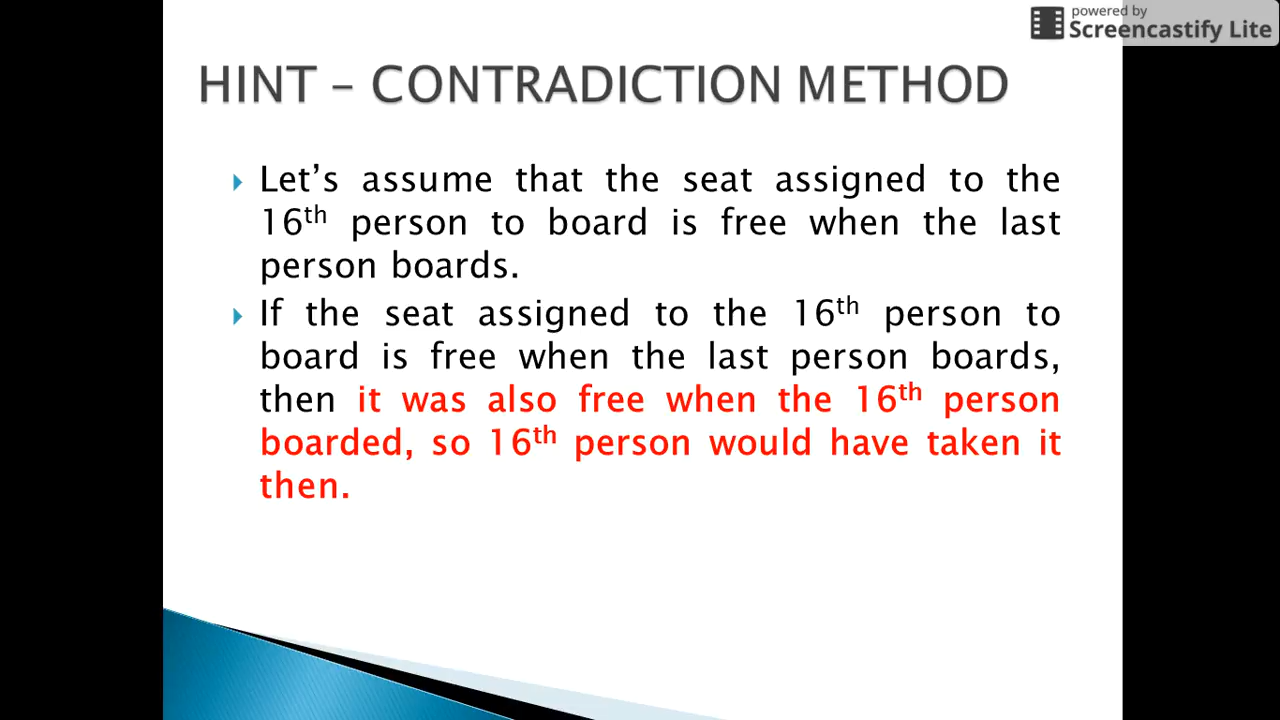 powered by
Screencastify Lite
HINT – CONTRADICTION METHOD
Let’s assume that the seat assigned to the
16th person to board is free when the last
person boards.
If the seat assigned to the 16th person to
board is free when the last person boards,
then it was also free when the 16th person
boarded, so 16th person would have taken it
then.